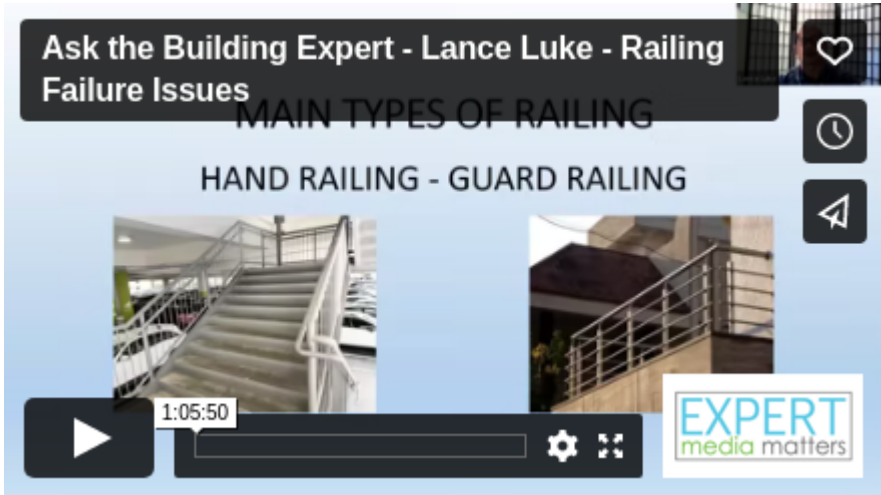 Ask the Building Expert - Lance Luke - Railing
Failure Issues
MAIN TYPES OF RAILING
HAND RAILING - GUARD RAILING
1:05:50
EXPERT
media matters